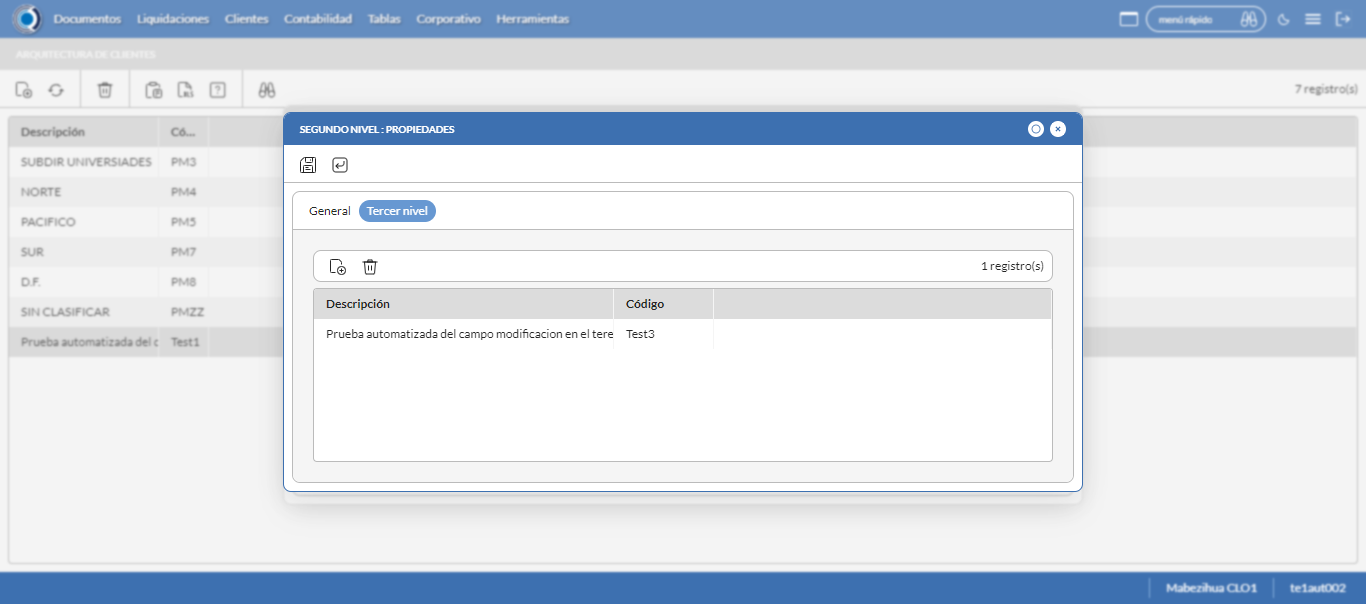 Documentos Liquidaciones Clientes Contabilidad Tablas Corporativo Herramientas menú rápido
ARQUITECTURA DE CLIENTES
7 registro(s)
Descripción Có...
SUBDIR UNIVERSIADES PM3
NORTE PM4
PACIFICO PM5
SUR PM7
D.F. PM8
SIN CLASIFICAR PMZZ
Prueba automatizada del c Test1
SEGUNDO NIVEL : PROPIEDADES
General Tercer nivel
1 registro(s)
Descripción Código
Prueba automatizada del campo modificacion en el tere Test3
Mabezihua CLO1 te1aut002